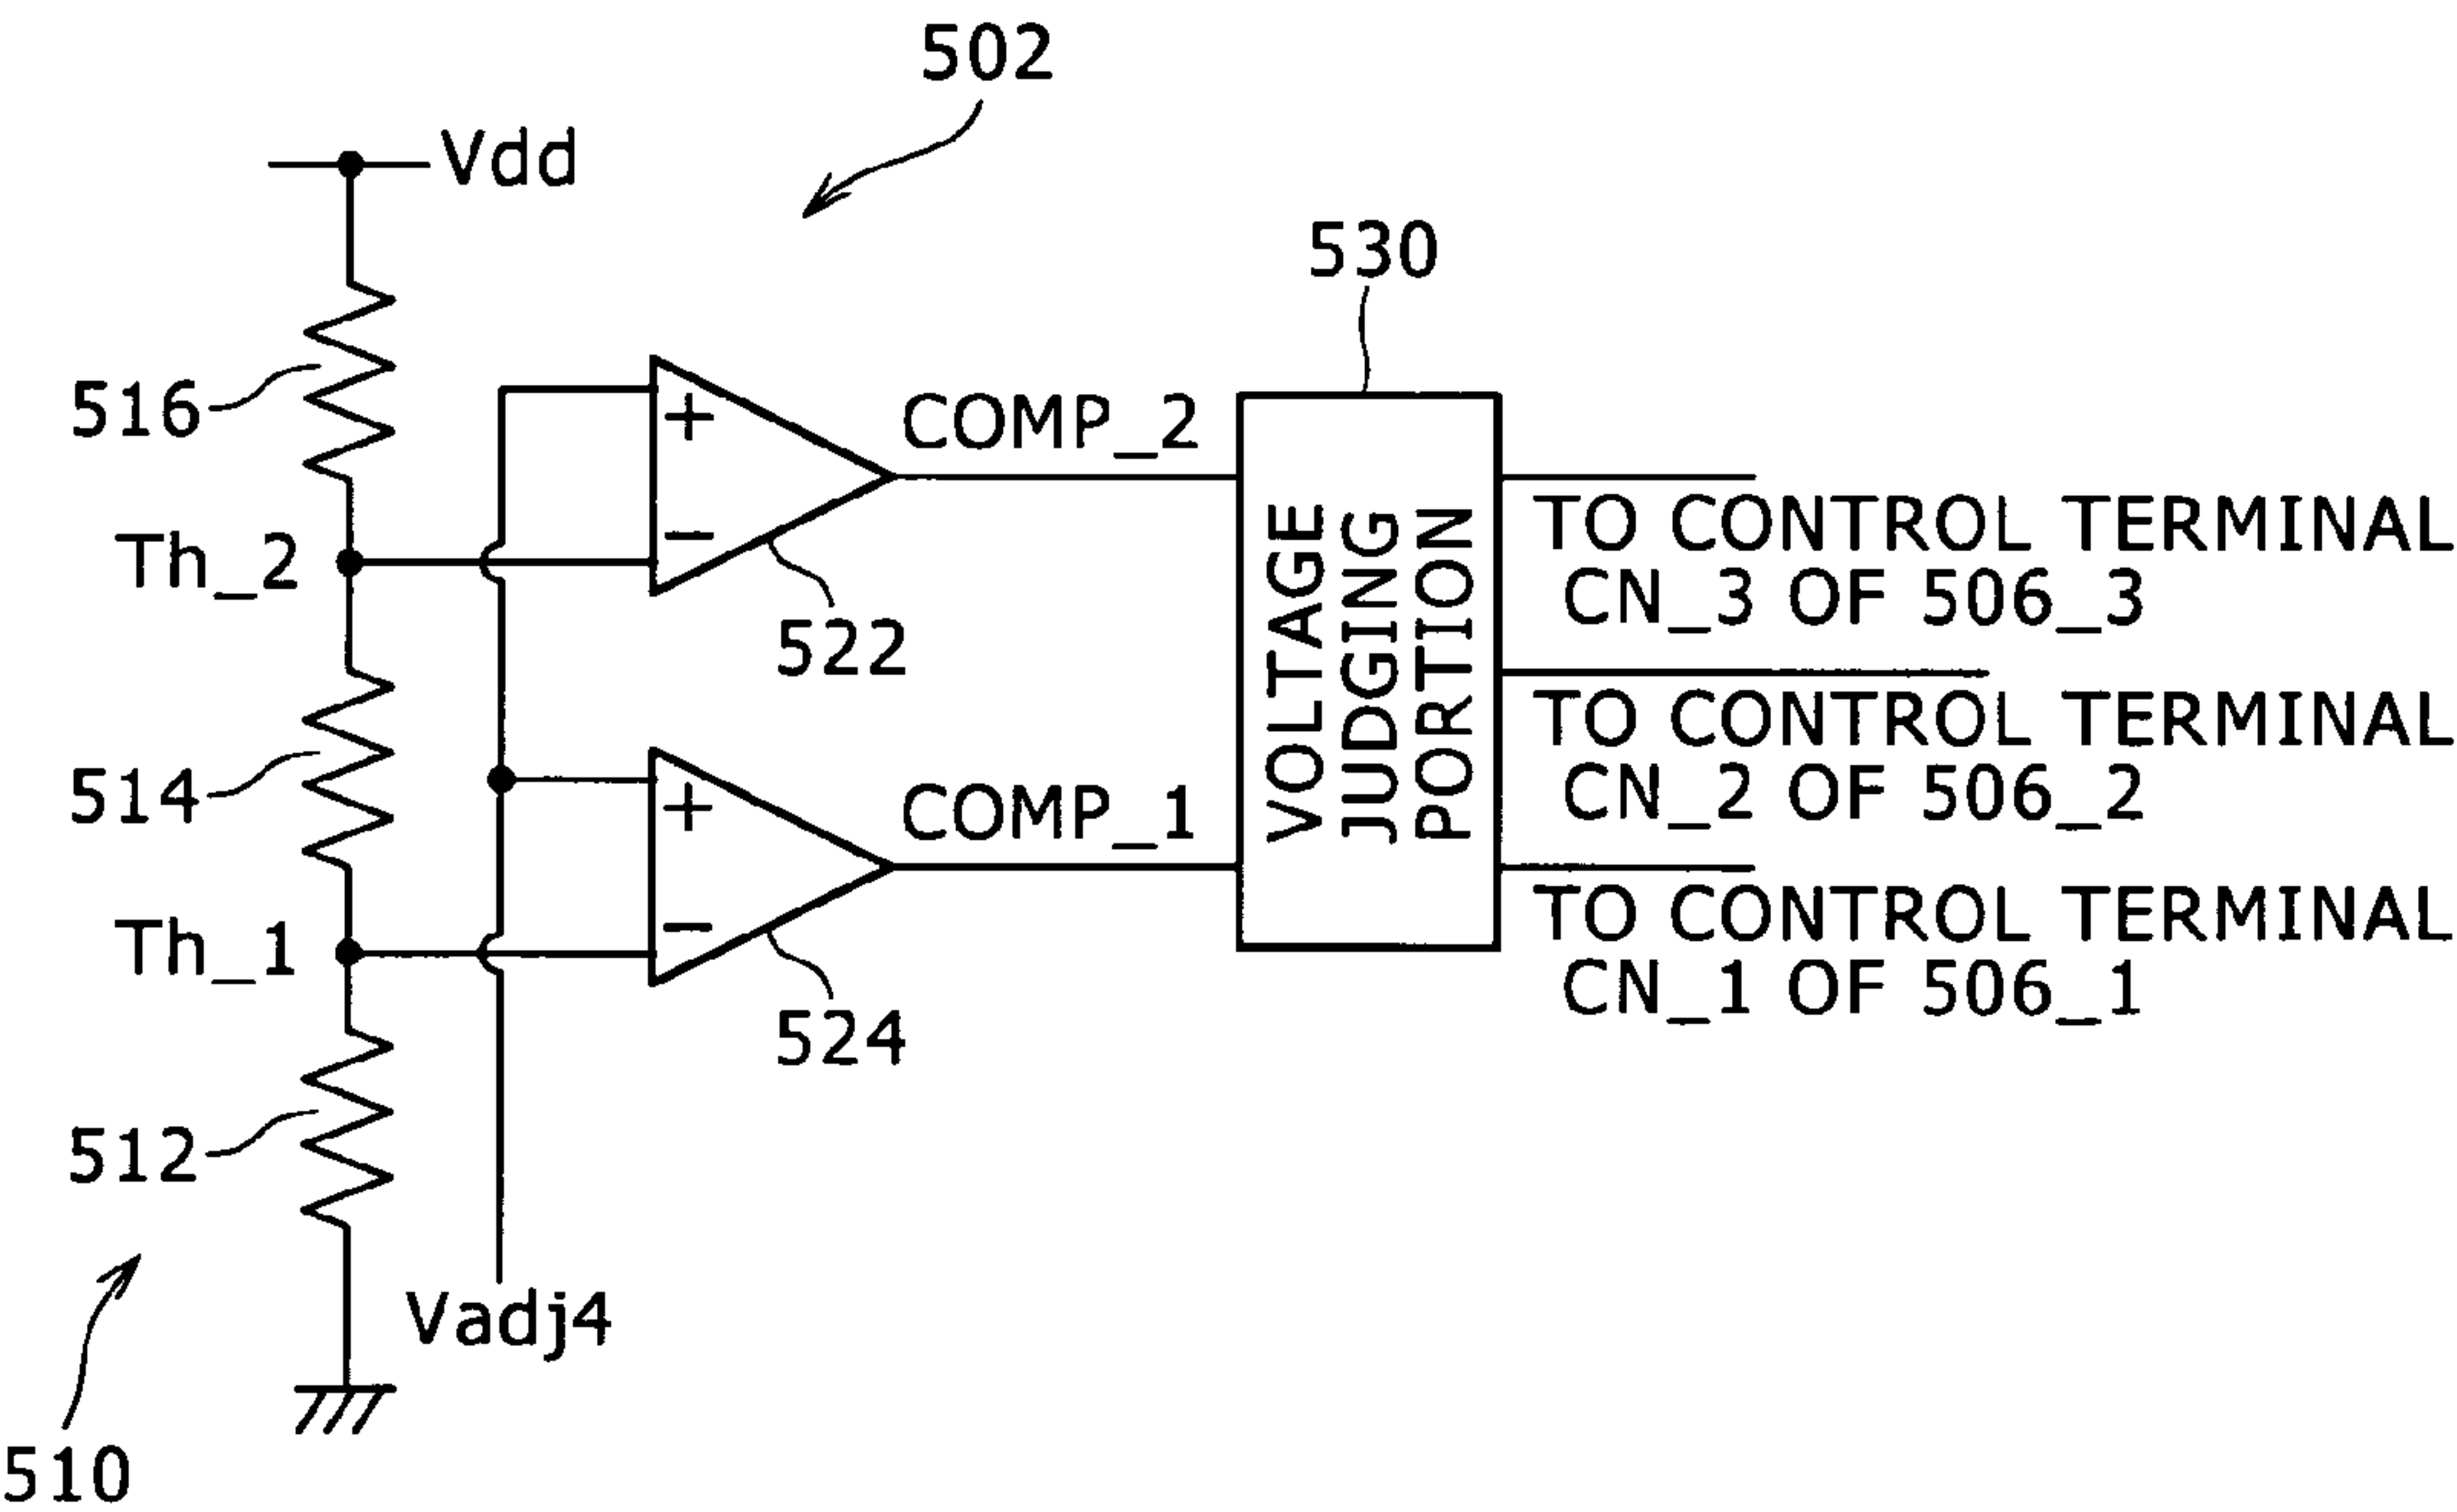 502
Vdd
530
516
+
COMP_2
−
Th_2
522
TO CONTROL TERMINAL
CN_3 OF 506_3
VOLTAGE
JUDGING
PORTION
TO CONTROL TERMINAL
CN_2 OF 506_2
514
+
COMP_1
−
Th_1
524
TO CONTROL TERMINAL
CN_1 OF 506_1
512
Vadj4
510